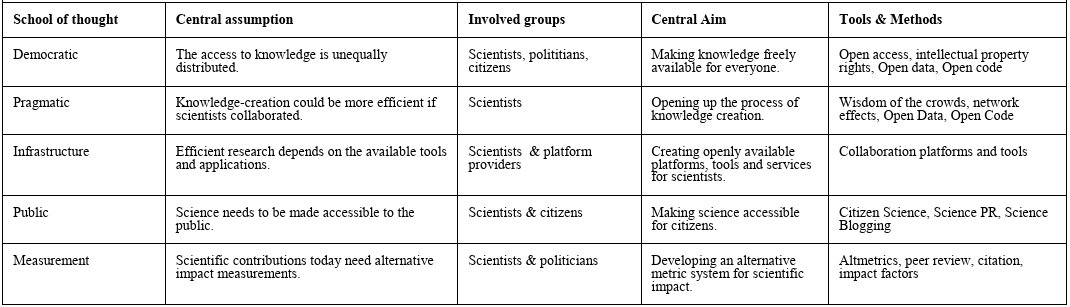 School of thought Central assumption Involved groups Central Aim Tools & Methods
Democratic The access to knowledge is unequally Scientists, polititians, Making knowledge freely Open access, intellectual property
distributed. citizens available for everyone. rights, Open data, Open code
Pragmatic Knowledge-creation could be more efficient if Scientists Opening up the process of Wisdom of the crowds, network
scientists collaborated. knowledge creation. effects, Open Data, Open Code
Infrastructure Efficient research depends on the available tools Scientists & platform Creating openly available Collaboration platforms and tools
and applications. providers platforms, tools and services
for scientists.
Public Science needs to be made accessible to the Scientists & citizens Making science accessible Citizen Science, Science PR, Science
public. for citizens. Blogging
Measurement Scientific contributions today need alternative Scientists & politicians Developing an alternative Altmetrics, peer review, citation,
impact measurements. metric system for scientific impact factors
impact.